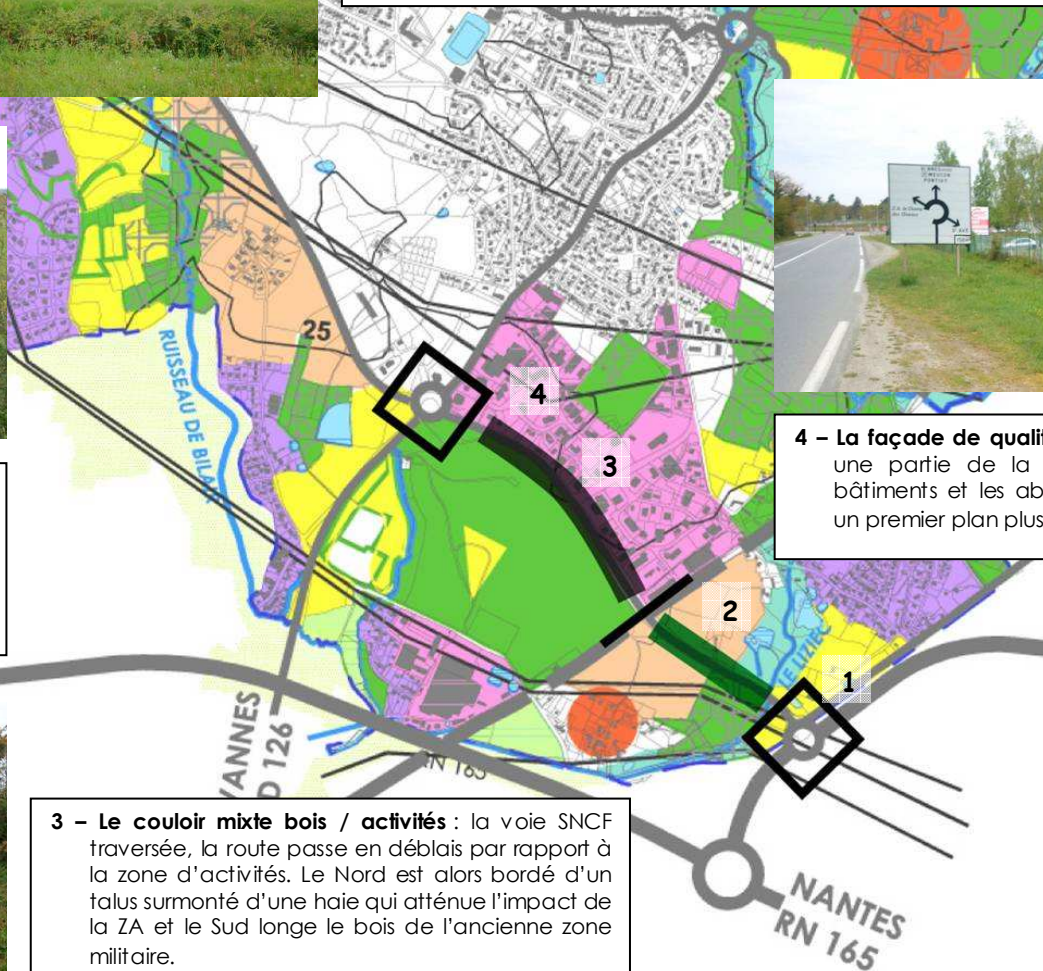 25
RUISSEAU DE
4
3
2
1
LE LIZIEC
VANNES
D 126
RN 165
NANTES
RN 165
4 – La façade de qualit
une partie de la
bâtiments et les ab
un premier plan plus
3 – Le couloir mixte bois / activités : la voie SNCF
traversée, la route passe en déblais par rapport à
la zone d'activités. Le Nord est alors bordé d'un
talus surmonté d'une haie qui atténue l'impact de
la ZA et le Sud longe le bois de l'ancienne zone
militaire.